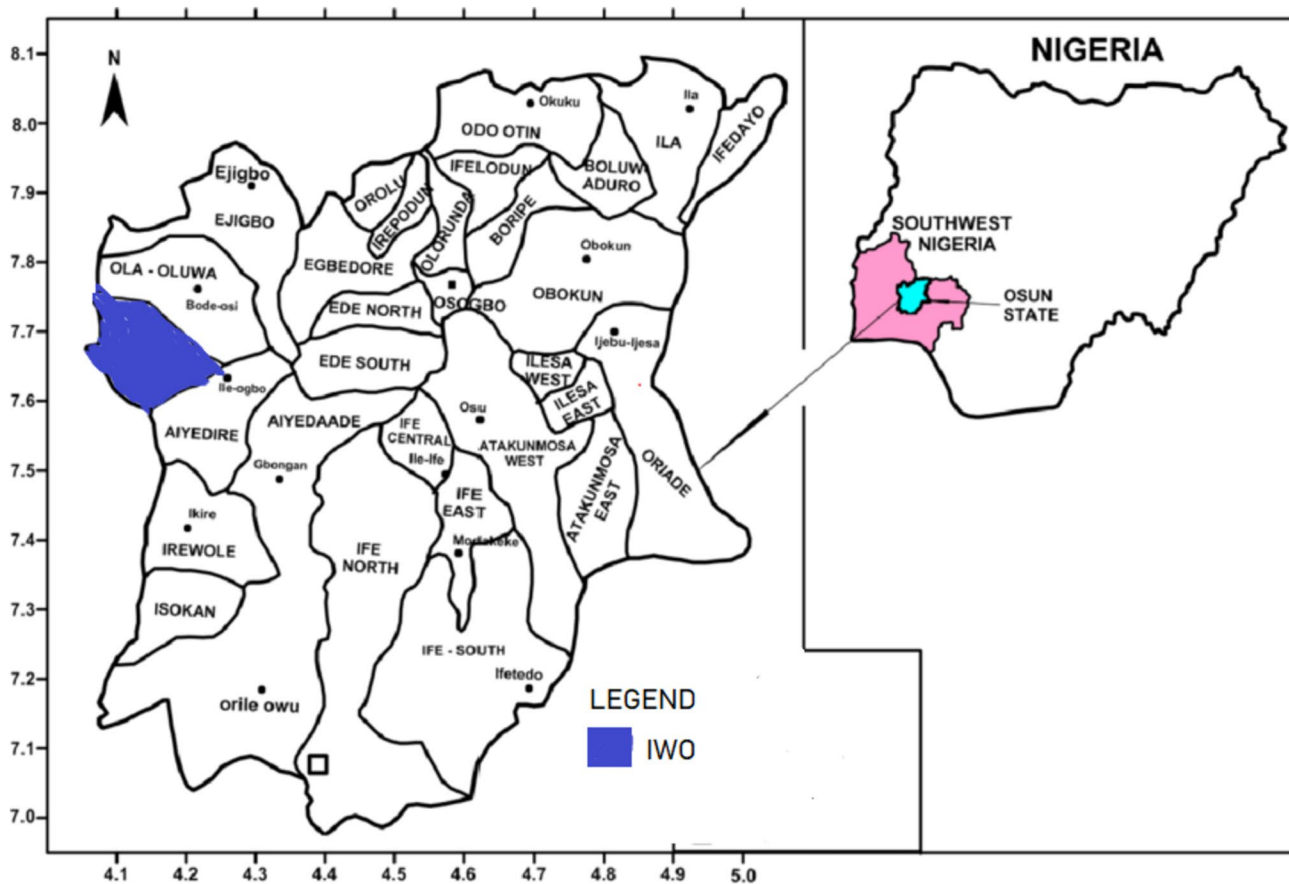 NIGERIA
SOUTHWEST
NIGERIA
OSUN
STATE
N
8.1
8.0
7.9
7.8
7.7
7.6
7.5
7.4
7.3
7.2
7.1
7.0
4.1
4.2
4.3
4.4
4.5
4.6
4.7
4.8
4.9
5.0
Okuku
ODO OTIN
Ila
ILA
IFEDAYO
BOLUW
ADURO
IFELODUN
BORIPE
OROLU
IREPODUN
OLORUNDA
Ejigbo
EJIGBO
OLA - OLUWA
Bode-osi
EGBEDORE
EDE NORTH
OSOGBO
Obokun
OBOKUN
Ijebu-Ijesa
EDE SOUTH
ILESA
WEST
ILESA
EAST
Ile-ogbo
AIYEDIRE
AIYEDAADE
Gbongan
IFE
CENTRAL
Ile-Ife
Osu
ATAKUNMOSA
WEST
ATAKUNMOSA
EAST
ORIADE
IFE
EAST
Modakeke
Ikire
IREWOLE
IFE
NORTH
ISOKAN
IFE - SOUTH
Ifetedo
orile owu
LEGEND
IWO